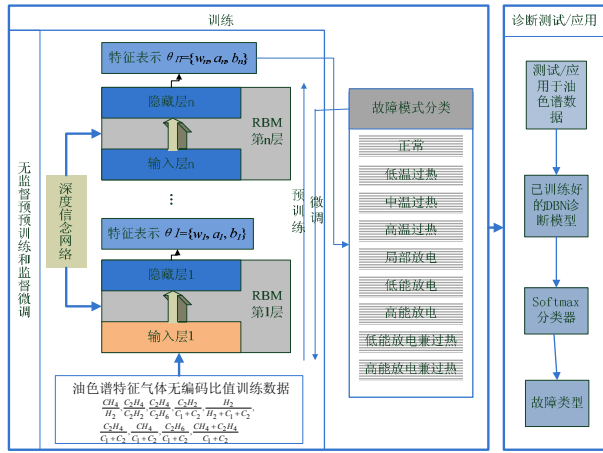 训练
无监督预预训练和监督微调
深度信念网络
特征表示 θn={wn, an, bn}
隐藏层n
输入层n
RBM
第n层
...
特征表示 θ1={w1, a1, b1}
隐藏层1
输入层1
RBM
第1层
预训练
微调
油色谱特征气体无编码比值训练数据
CH4/H2, C2H4/C2H2, C2H4/C2H6, C2H2/C1+C2, H2/H2+C1+C2,
C2H4/C1+C2, CH4/C1+C2, C2H6/C1+C2, CH4+C2H4/C1+C2
故障模式分类
正常
低温过热
中温过热
高温过热
局部放电
低能放电
高能放电
低能放电兼过热
高能放电兼过热
诊断测试/应用
测试/应
用于油
色谱数
据
己训练好
的DBN诊
断模型
Softmax
分类器
故障类型